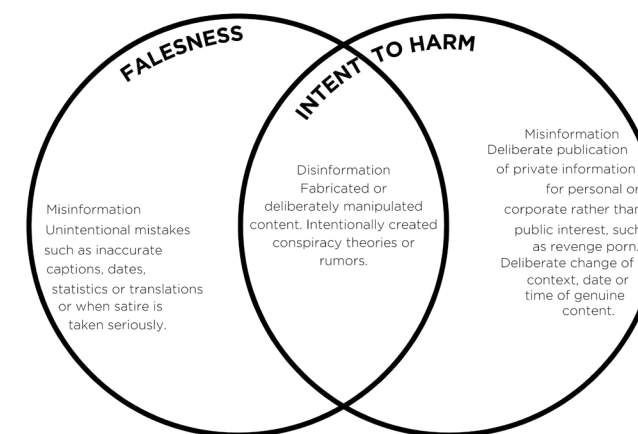 FALESNESS
INTENT TO HARM
Misinformation
Unintentional mistakes
such as inaccurate
captions, dates,
statistics or translations
or when satire is
taken seriously.
Disinformation
Fabricated or
deliberately manipulated
content. Intentionally created
conspiracy theories or
rumors.
Misinformation
Deliberate publication
of private information
for personal or
corporate rather than
public interest, such
as revenge porn.
Deliberate change of
context, date or
time of genuine
content.